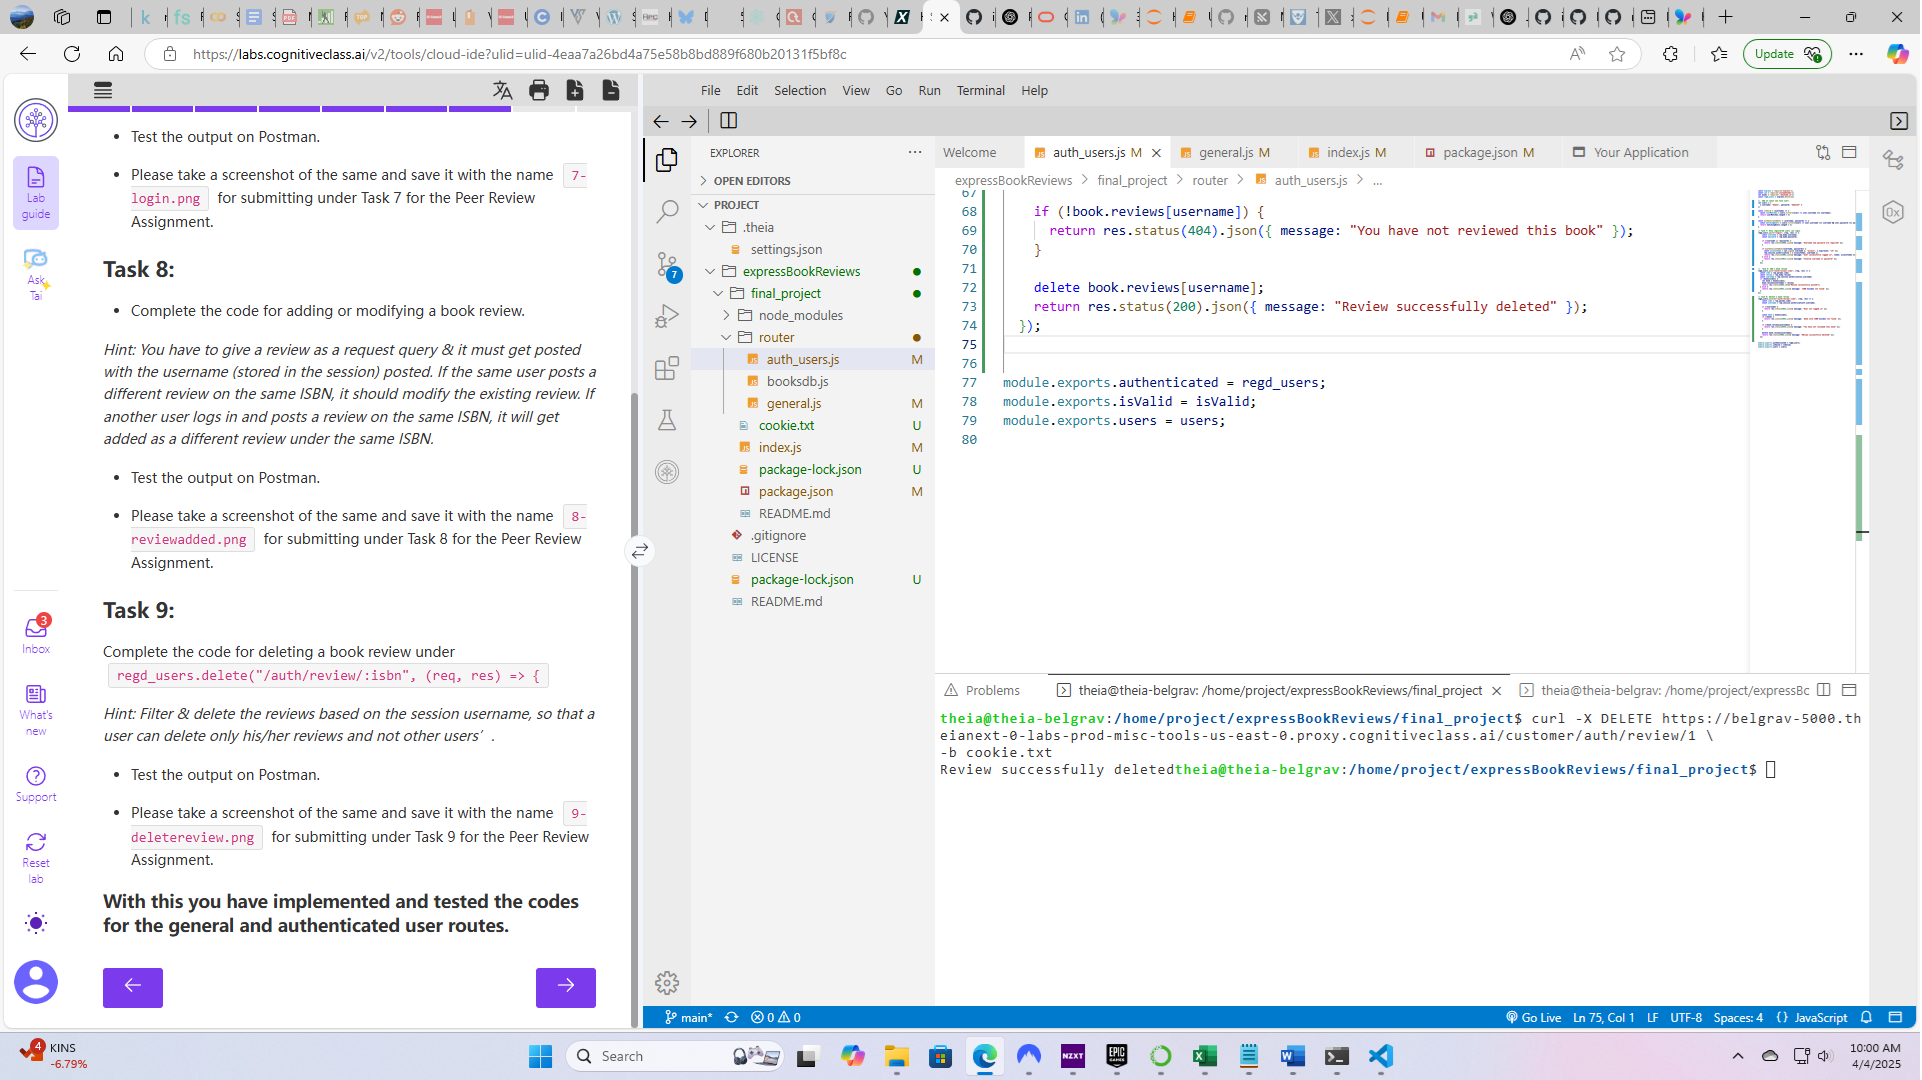 https://labs.cognitiveclass.ai/v2/tools/cloud-ide?ulid=ulid-4eaa7a26bd4a75e58b8bd889f680b20131f5bf8c
Update
Lab guide
Ask Tai
3
Inbox
What's new
Support
Reset lab
• Test the output on Postman.
• Please take a screenshot of the same and save it with the name 7-
login.png for submitting under Task 7 for the Peer Review
Assignment.
Task 8:
• Complete the code for adding or modifying a book review.
Hint: You have to give a review as a request query & it must get posted
with the username (stored in the session) posted. If the same user posts a
different review on the same ISBN, it should modify the existing review. If
another user logs in and posts a review on the same ISBN, it will get
added as a different review under the same ISBN.
• Test the output on Postman.
• Please take a screenshot of the same and save it with the name 8-
reviewadded.png for submitting under Task 8 for the Peer Review
Assignment.
Task 9:
Complete the code for deleting a book review under
regd_users.delete("/auth/review/:isbn", (req, res) => {
Hint: Filter & delete the reviews based on the session username, so that a
user can delete only his/her reviews and not other users’ .
• Test the output on Postman.
• Please take a screenshot of the same and save it with the name 9-
deletereview.png for submitting under Task 9 for the Peer Review
Assignment.
With this you have implemented and tested the codes
for the general and authenticated user routes.
File Edit Selection View Go Run Terminal Help
7
EXPLORER
OPEN EDITORS
PROJECT
.theia
settings.json
expressBookReviews
final_project
node_modules
router
auth_users.js M
booksdb.js
general.js M
cookie.txt U
index.js M
package-lock.json U
package.json M
README.md
.gitignore
LICENSE
package-lock.json U
README.md
Welcome auth_users.js M general.js M index.js M package.json M Your Application
expressBookReviews > final_project > router > auth_users.js > ...
67
68 if (!book.reviews[username]) {
69 return res.status(404).json({ message: "You have not reviewed this book" });
70 }
71
72 delete book.reviews[username];
73 return res.status(200).json({ message: "Review successfully deleted" });
74 });
75
76
77 module.exports.authenticated = regd_users;
78 module.exports.isValid = isValid;
79 module.exports.users = users;
80
Problems theia@theia-belgrav: /home/project/expressBookReviews/final_project theia@theia-belgrav: /home/project/expressBc
theia@theia-belgrav:/home/project/expressBookReviews/final_project$ curl -X DELETE https://belgrav-5000.th
eianext-0-labs-prod-misc-tools-us-east-0.proxy.cognitiveclass.ai/customer/auth/review/1 \
-b cookie.txt
Review successfully deletedtheia@theia-belgrav:/home/project/expressBookReviews/final_project$
main* 0 0 Go Live Ln 75, Col 1 LF UTF-8 Spaces: 4 {} JavaScript
4
KINS
-6.79%
Search
NZXT
EPIC GAMES
10:00 AM
4/4/2025